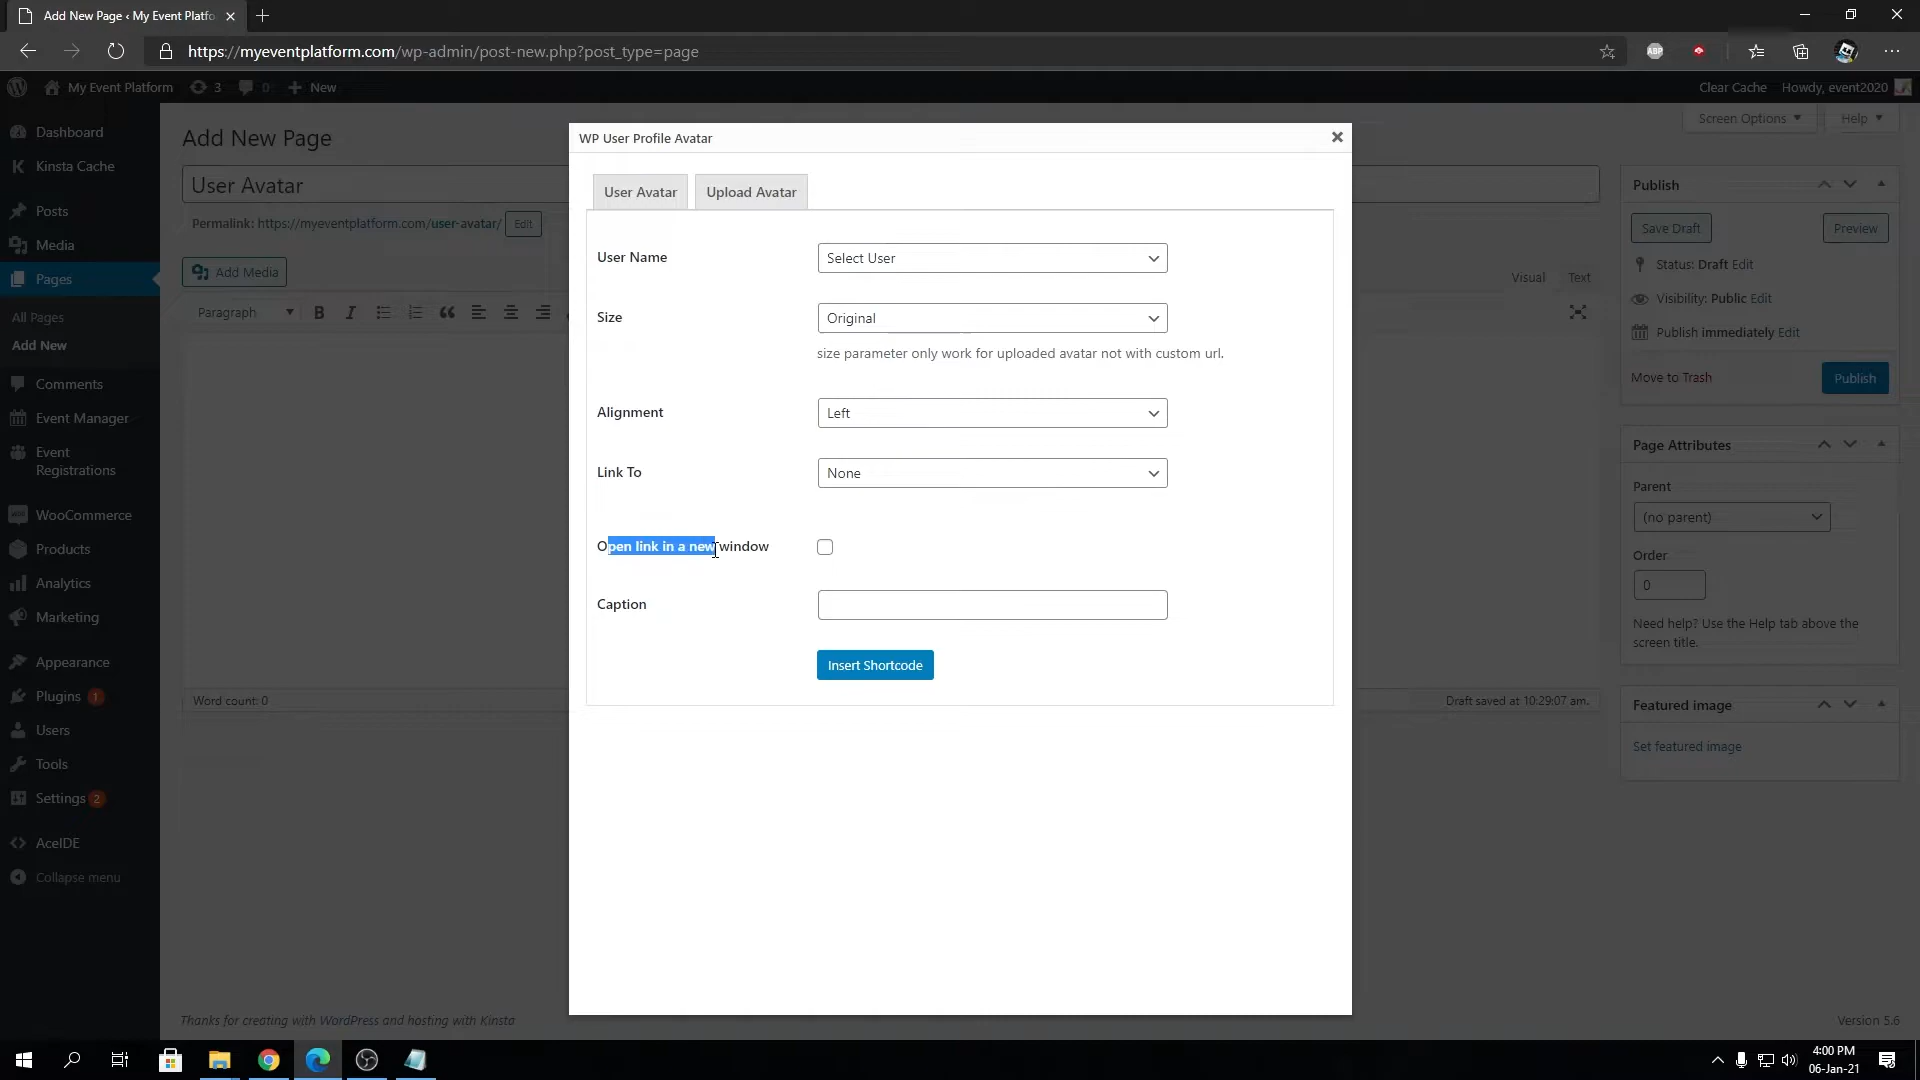 Add New Page ‹ My Event Platfo
https://myeventplatform.com/wp-admin/post-new.php?post_type=page
ABP
My Event Platform
3
0
New
Clear Cache
Howdy, event2020
Dashboard
Kinsta Cache
Posts
Media
Pages
All Pages
Add New
Comments
Event Manager
Event
Registrations
WooCommerce
Products
Analytics
Marketing
Appearance
Plugins 1
Users
Tools
Settings 2
AceIDE
Collapse menu
Add New Page
Screen Options
Help
User Avatar
Permalink: https://myeventplatform.com/user-avatar/ Edit
Add Media
Visual
Text
Paragraph
Word count: 0
Draft saved at 10:29:07 am.
WP User Profile Avatar
User Avatar
Upload Avatar
User Name
Select User
Size
Original
size parameter only work for uploaded avatar not with custom url.
Alignment
Left
Link To
None
Open link in a new window
Caption
Insert Shortcode
Publish
Save Draft
Preview
Status: Draft Edit
Visibility: Public Edit
Publish immediately Edit
Move to Trash
Publish
Page Attributes
Parent
(no parent)
Order
0
Need help? Use the Help tab above the
screen title.
Featured image
Set featured image
Thanks for creating with WordPress and hosting with Kinsta
Version 5.6
4:00 PM
06-Jan-21